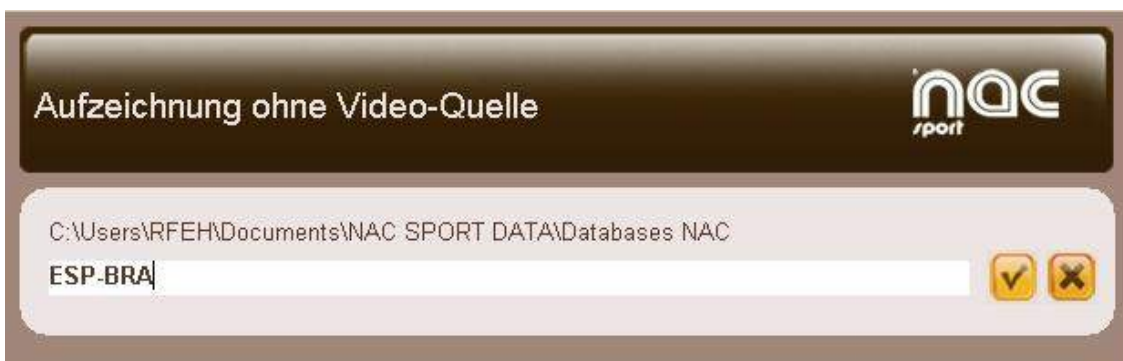 Aufzeichnung ohne Video-Quelle
nac
sport
C:\Users\RFEH\Documents\NAC SPORT DATA\Databases NAC
ESP-BRA